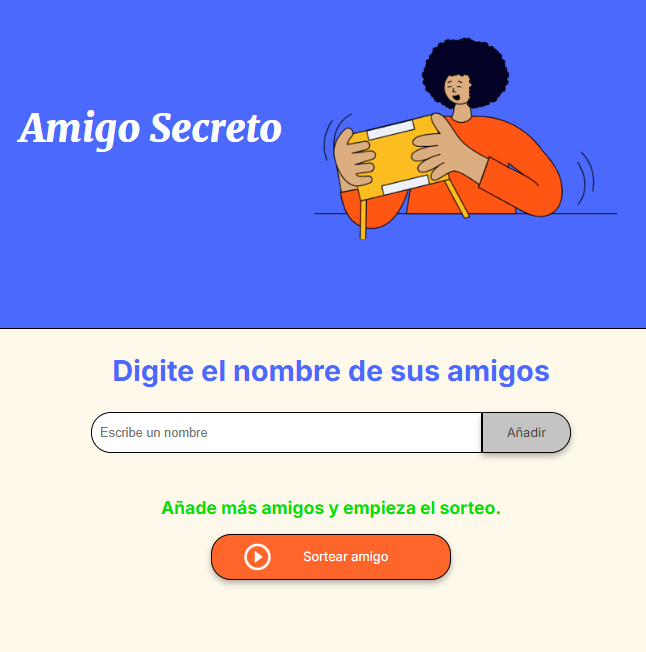 Amigo Secreto
Digite el nombre de sus amigos
Escribe un nombre
Añadir
Añade más amigos y empieza el sorteo.
Sortear amigo